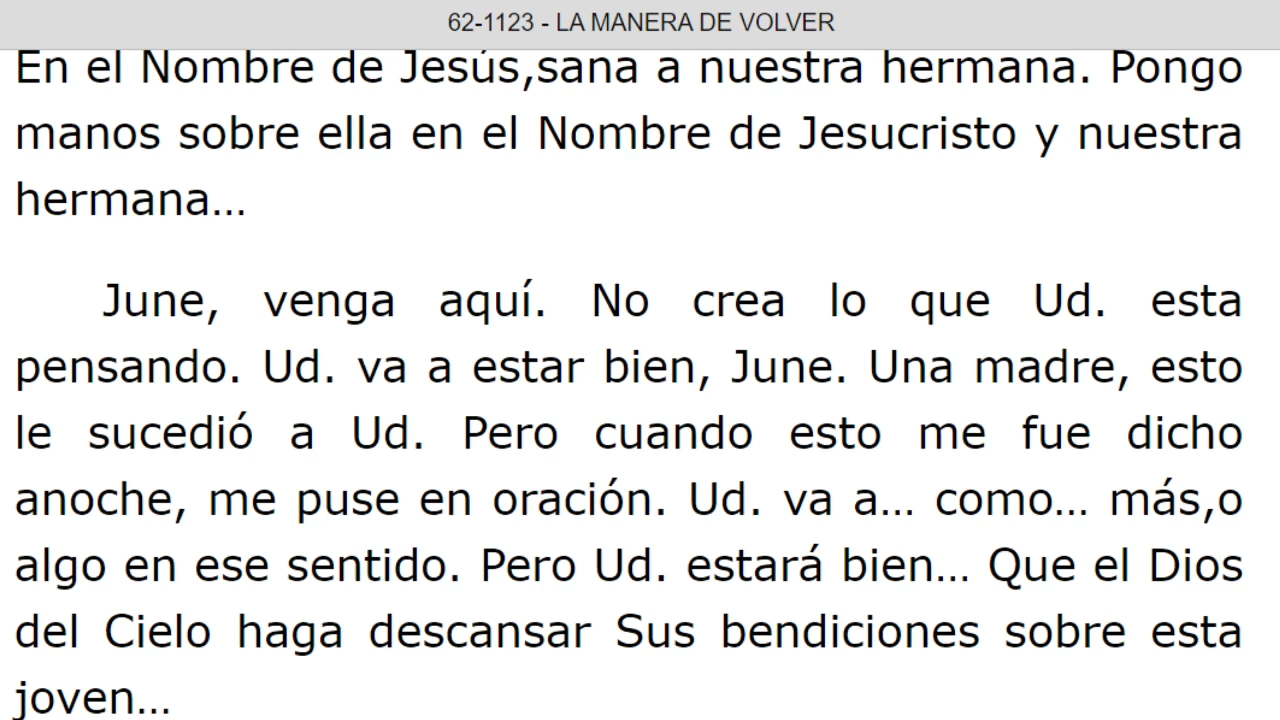 62-1123 - LA MANERA DE VOLVER
En el Nombre de Jesús,sana a nuestra hermana. Pongo
manos sobre ella en el Nombre de Jesucristo y nuestra
hermana…
June, venga aquí. No crea lo que Ud. esta
pensando. Ud. va a estar bien, June. Una madre, esto
le sucedió a Ud. Pero cuando esto me fue dicho
anoche, me puse en oración. Ud. va a… como… más,o
algo en ese sentido. Pero Ud. estará bien… Que el Dios
del Cielo haga descansar Sus bendiciones sobre esta
joven…